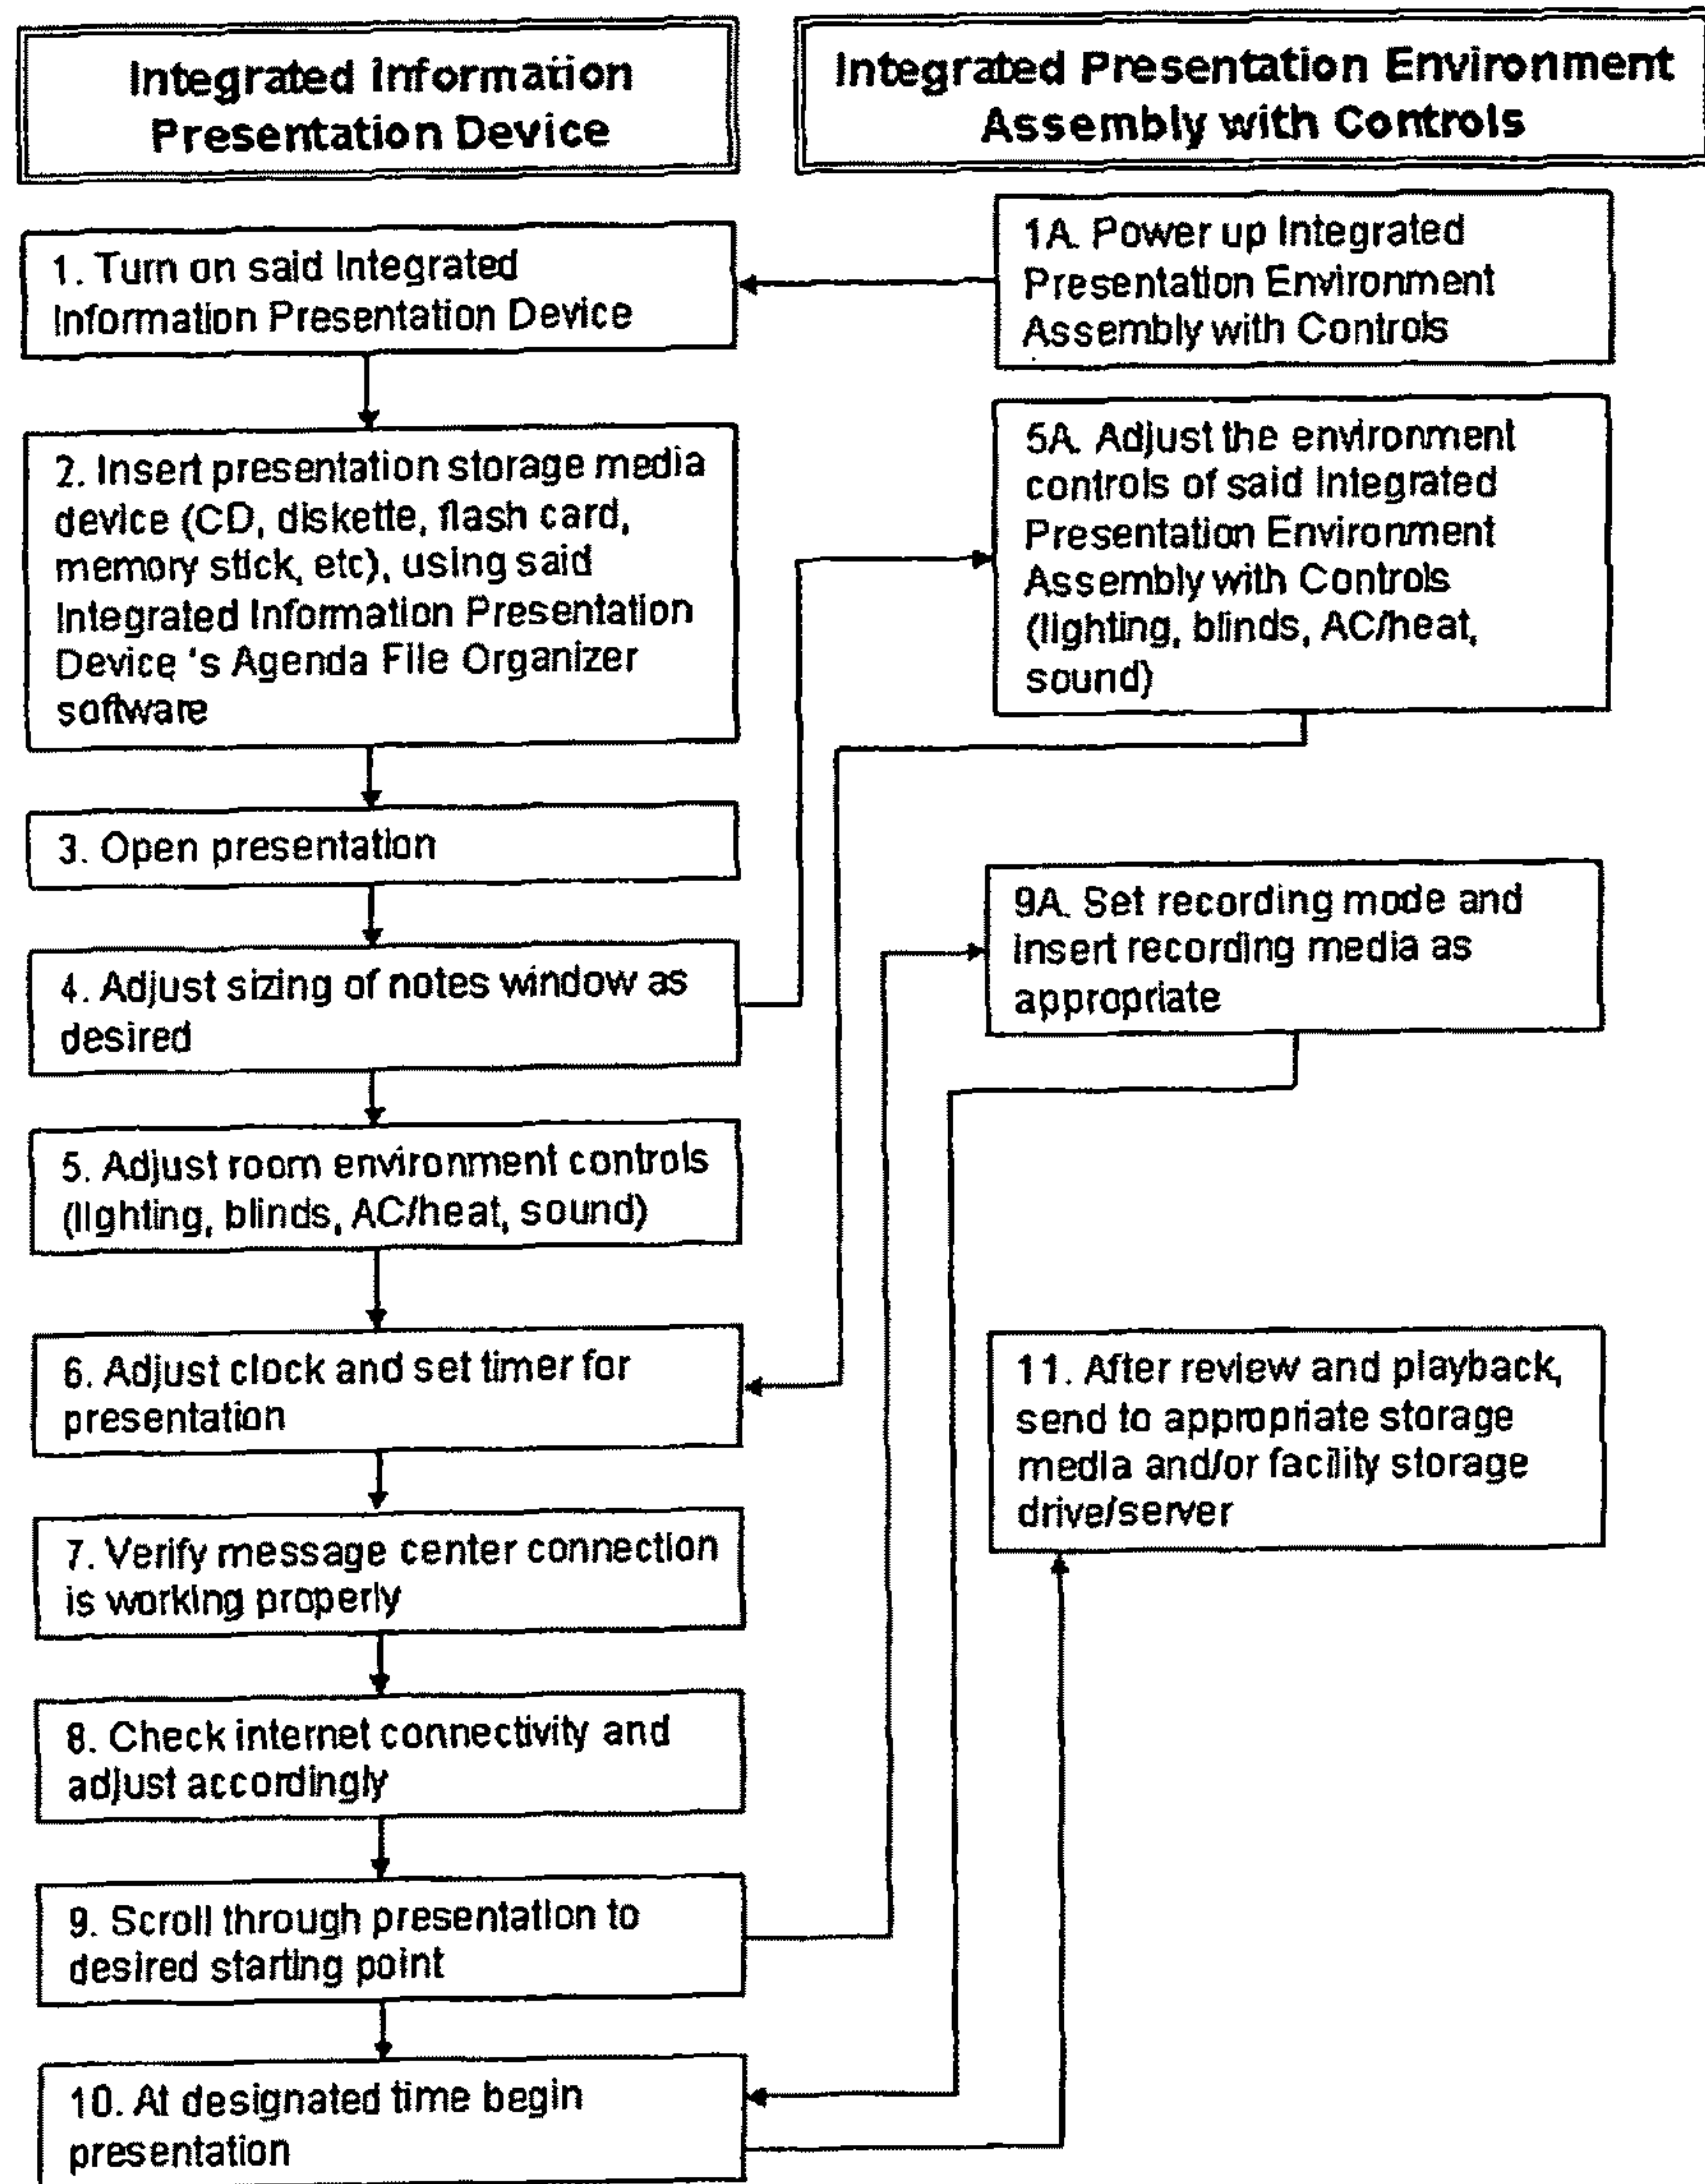 Integrated Information
Presentation Device
Integrated Presentation Environment
Assembly with Controls
1. Turn on said Integrated
Information Presentation Device
1A. Power up Integrated
Presentation Environment
Assembly with Controls
2. Insert presentation storage media
device (CD, diskette, flash card,
memory stick, etc), using said
Integrated Information Presentation
Device 's Agenda File Organizer
software
5A. Adjust the environment
controls of said Integrated
Presentation Environment
Assembly with Controls
(lighting, blinds, AC/heat,
sound)
3. Open presentation
4. Adjust sizing of notes window as
desired
9A. Set recording mode and
insert recording media as
appropriate
5. Adjust room environment controls
(lighting, blinds, AC/heat, sound)
6. Adjust clock and set timer for
presentation
11. After review and playback,
send to appropriate storage
media and/or facility storage
drive/server
7. Verify message center connection
is working properly
8. Check internet connectivity and
adjust accordingly
9. Scroll through presentation to
desired starting point
10. At designated time begin
presentation